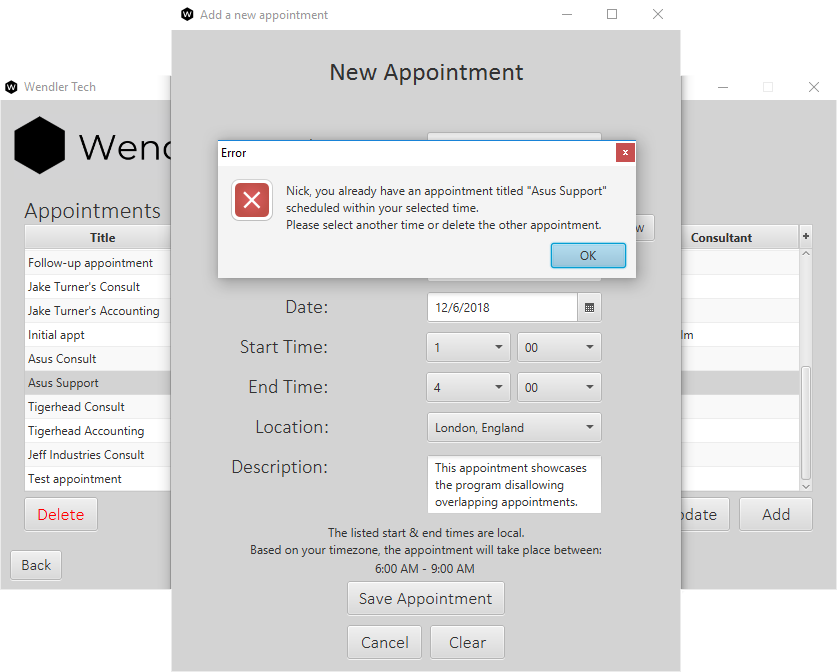 Add a new appointment
New Appointment
Wendler Tech
Appointments
Title
Follow-up appointment
Jake Turner's Consult
Jake Turner's Accounting
Initial appt
Asus Consult
Asus Support
Tigerhead Consult
Tigerhead Accounting
Jeff Industries Consult
Test appointment
Delete
Back
Error
Nick, you already have an appointment titled "Asus Support"
scheduled within your selected time.
Please select another time or delete the other appointment.
OK
Date: 12/6/2018
Start Time: 1 00
End Time: 4 00
Location: London, England
Description: This appointment showcases
the program disallowing
overlapping appointments.
The listed start & end times are local.
Based on your timezone, the appointment will take place between:
6:00 AM - 9:00 AM
Save Appointment
Cancel Clear
Consultant +
Add